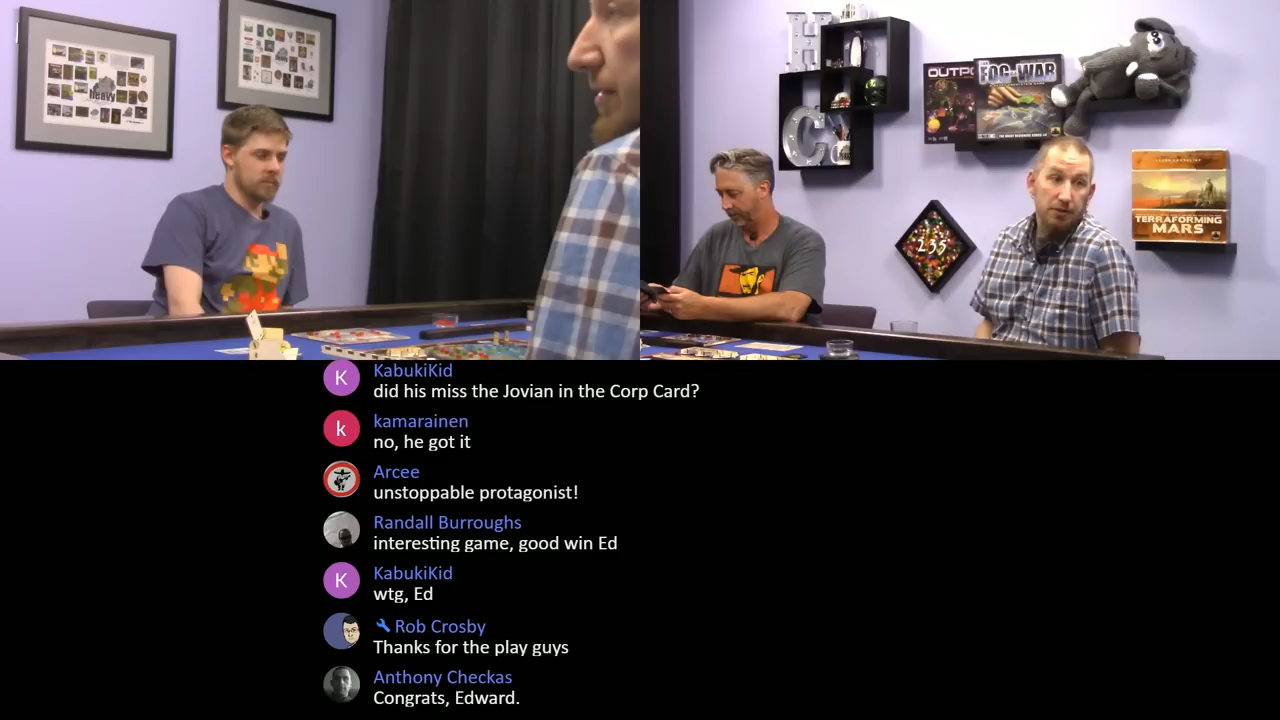 heavy
H
C
OUTPO
FOG of WAR
235
TERRAFORMING
MARS
K
KabukiKid
did his miss the Jovian in the Corp Card?
k
kamarainen
no, he got it
Arcee
unstoppable protagonist!
Randall Burroughs
interesting game, good win Ed
K
KabukiKid
wtg, Ed
Rob Crosby
Thanks for the play guys
Anthony Checkas
Congrats, Edward.